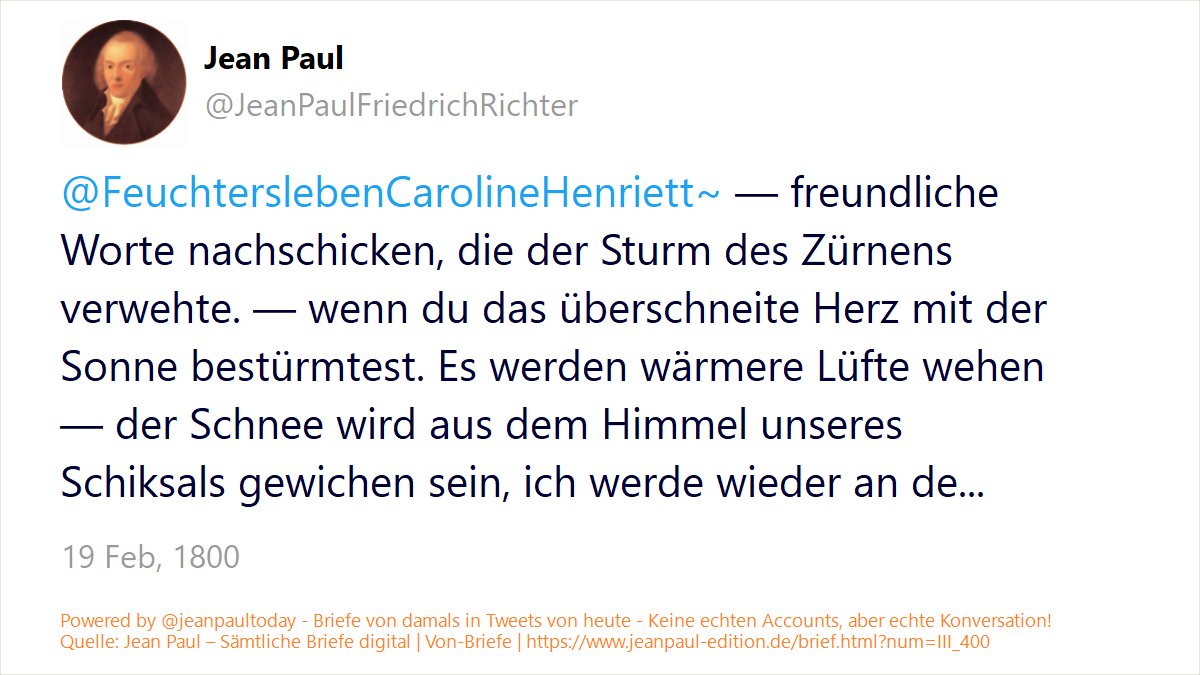 Jean Paul
@JeanPaulFriedrichRichter
@FeuchterslebenCarolineHenriett~ — freundliche
Worte nachschicken, die der Sturm des Zürnens
verwehte. — wenn du das überschneite Herz mit der
Sonne bestürmtest. Es werden wärmere Lüfte wehen
— der Schnee wird aus dem Himmel unseres
Schiksals gewichen sein, ich werde wieder an de...
19 Feb, 1800
Powered by @jeanpaultoday - Briefe von damals in Tweets von heute - Keine echten Accounts, aber echte Konversation!
Quelle: Jean Paul – Sämtliche Briefe digital | Von-Briefe | https://www.jeanpaul-edition.de/brief.html?num=III_400